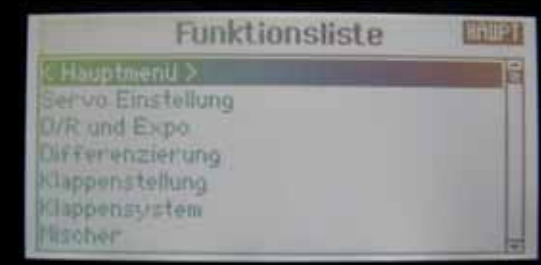 Funktionsliste HAUPT
< Hauptmenü >
Servo Einstellung
D/R und Expo
Differenzierung
Klappenstellung
Klappensystem
Mischer